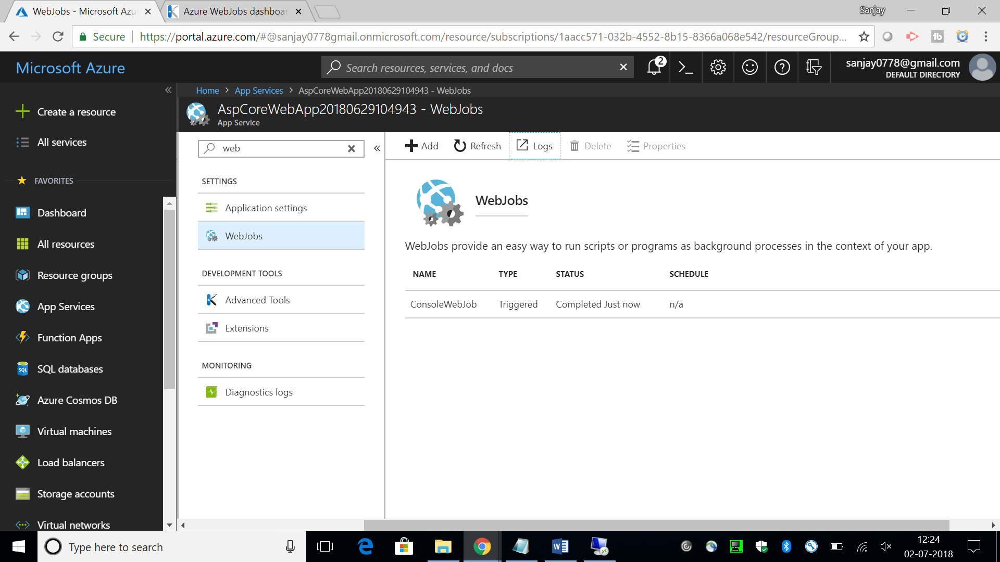 WebJobs - Microsoft Azu
Azure WebJobs dashboar
Sanjay
Secure
https://portal.azure.com/#@sanjay0778gmail.onmicrosoft.com/resource/subscriptions/1aacc571-032b-4552-8b15-8366a068e542/resourceGroup...
Microsoft Azure
Search resources, services, and docs
2
sanjay0778@gmail.com
DEFAULT DIRECTORY
Home > App Services > AspCoreWebApp20180629104943 - WebJobs
AspCoreWebApp20180629104943 - WebJobs
App Service
Create a resource
All services
FAVORITES
Dashboard
All resources
Resource groups
App Services
Function Apps
SQL
SQL databases
Azure Cosmos DB
Virtual machines
Load balancers
Storage accounts
Virtual networks
web
SETTINGS
Application settings
WebJobs
DEVELOPMENT TOOLS
Advanced Tools
Extensions
MONITORING
Diagnostics logs
Add
Refresh
Logs
Delete
Properties
WebJobs
WebJobs provide an easy way to run scripts or programs as background processes in the context of your app.
NAME TYPE STATUS SCHEDULE
ConsoleWebJob Triggered Completed Just now n/a
Type here to search
12:24
02-07-2018